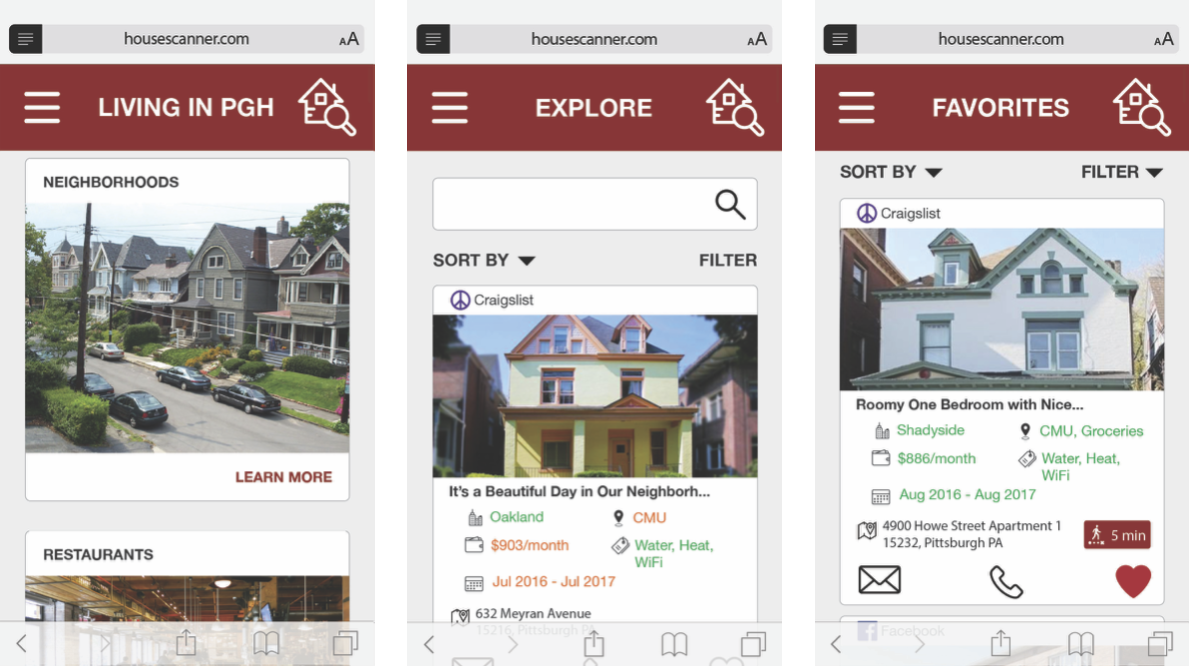 housescanner.com
AA
LIVING IN PGH
NEIGHBORHOODS
LEARN MORE
RESTAURANTS
housescanner.com
AA
EXPLORE
SORT BY
FILTER
Craigslist
It's a Beautiful Day in Our Neighborh...
Oakland
CMU
$903/month
Water, Heat,
WiFi
Jul 2016 - Jul 2017
632 Meyran Avenue
15216, Pittsburgh PA
housescanner.com
AA
FAVORITES
SORT BY
FILTER
Craigslist
Roomy One Bedroom with Nice...
Shadyside
CMU, Groceries
$886/month
Water, Heat,
WiFi
Aug 2016 - Aug 2017
4900 Howe Street Apartment 1
15232, Pittsburgh PA
5 min
Facebook